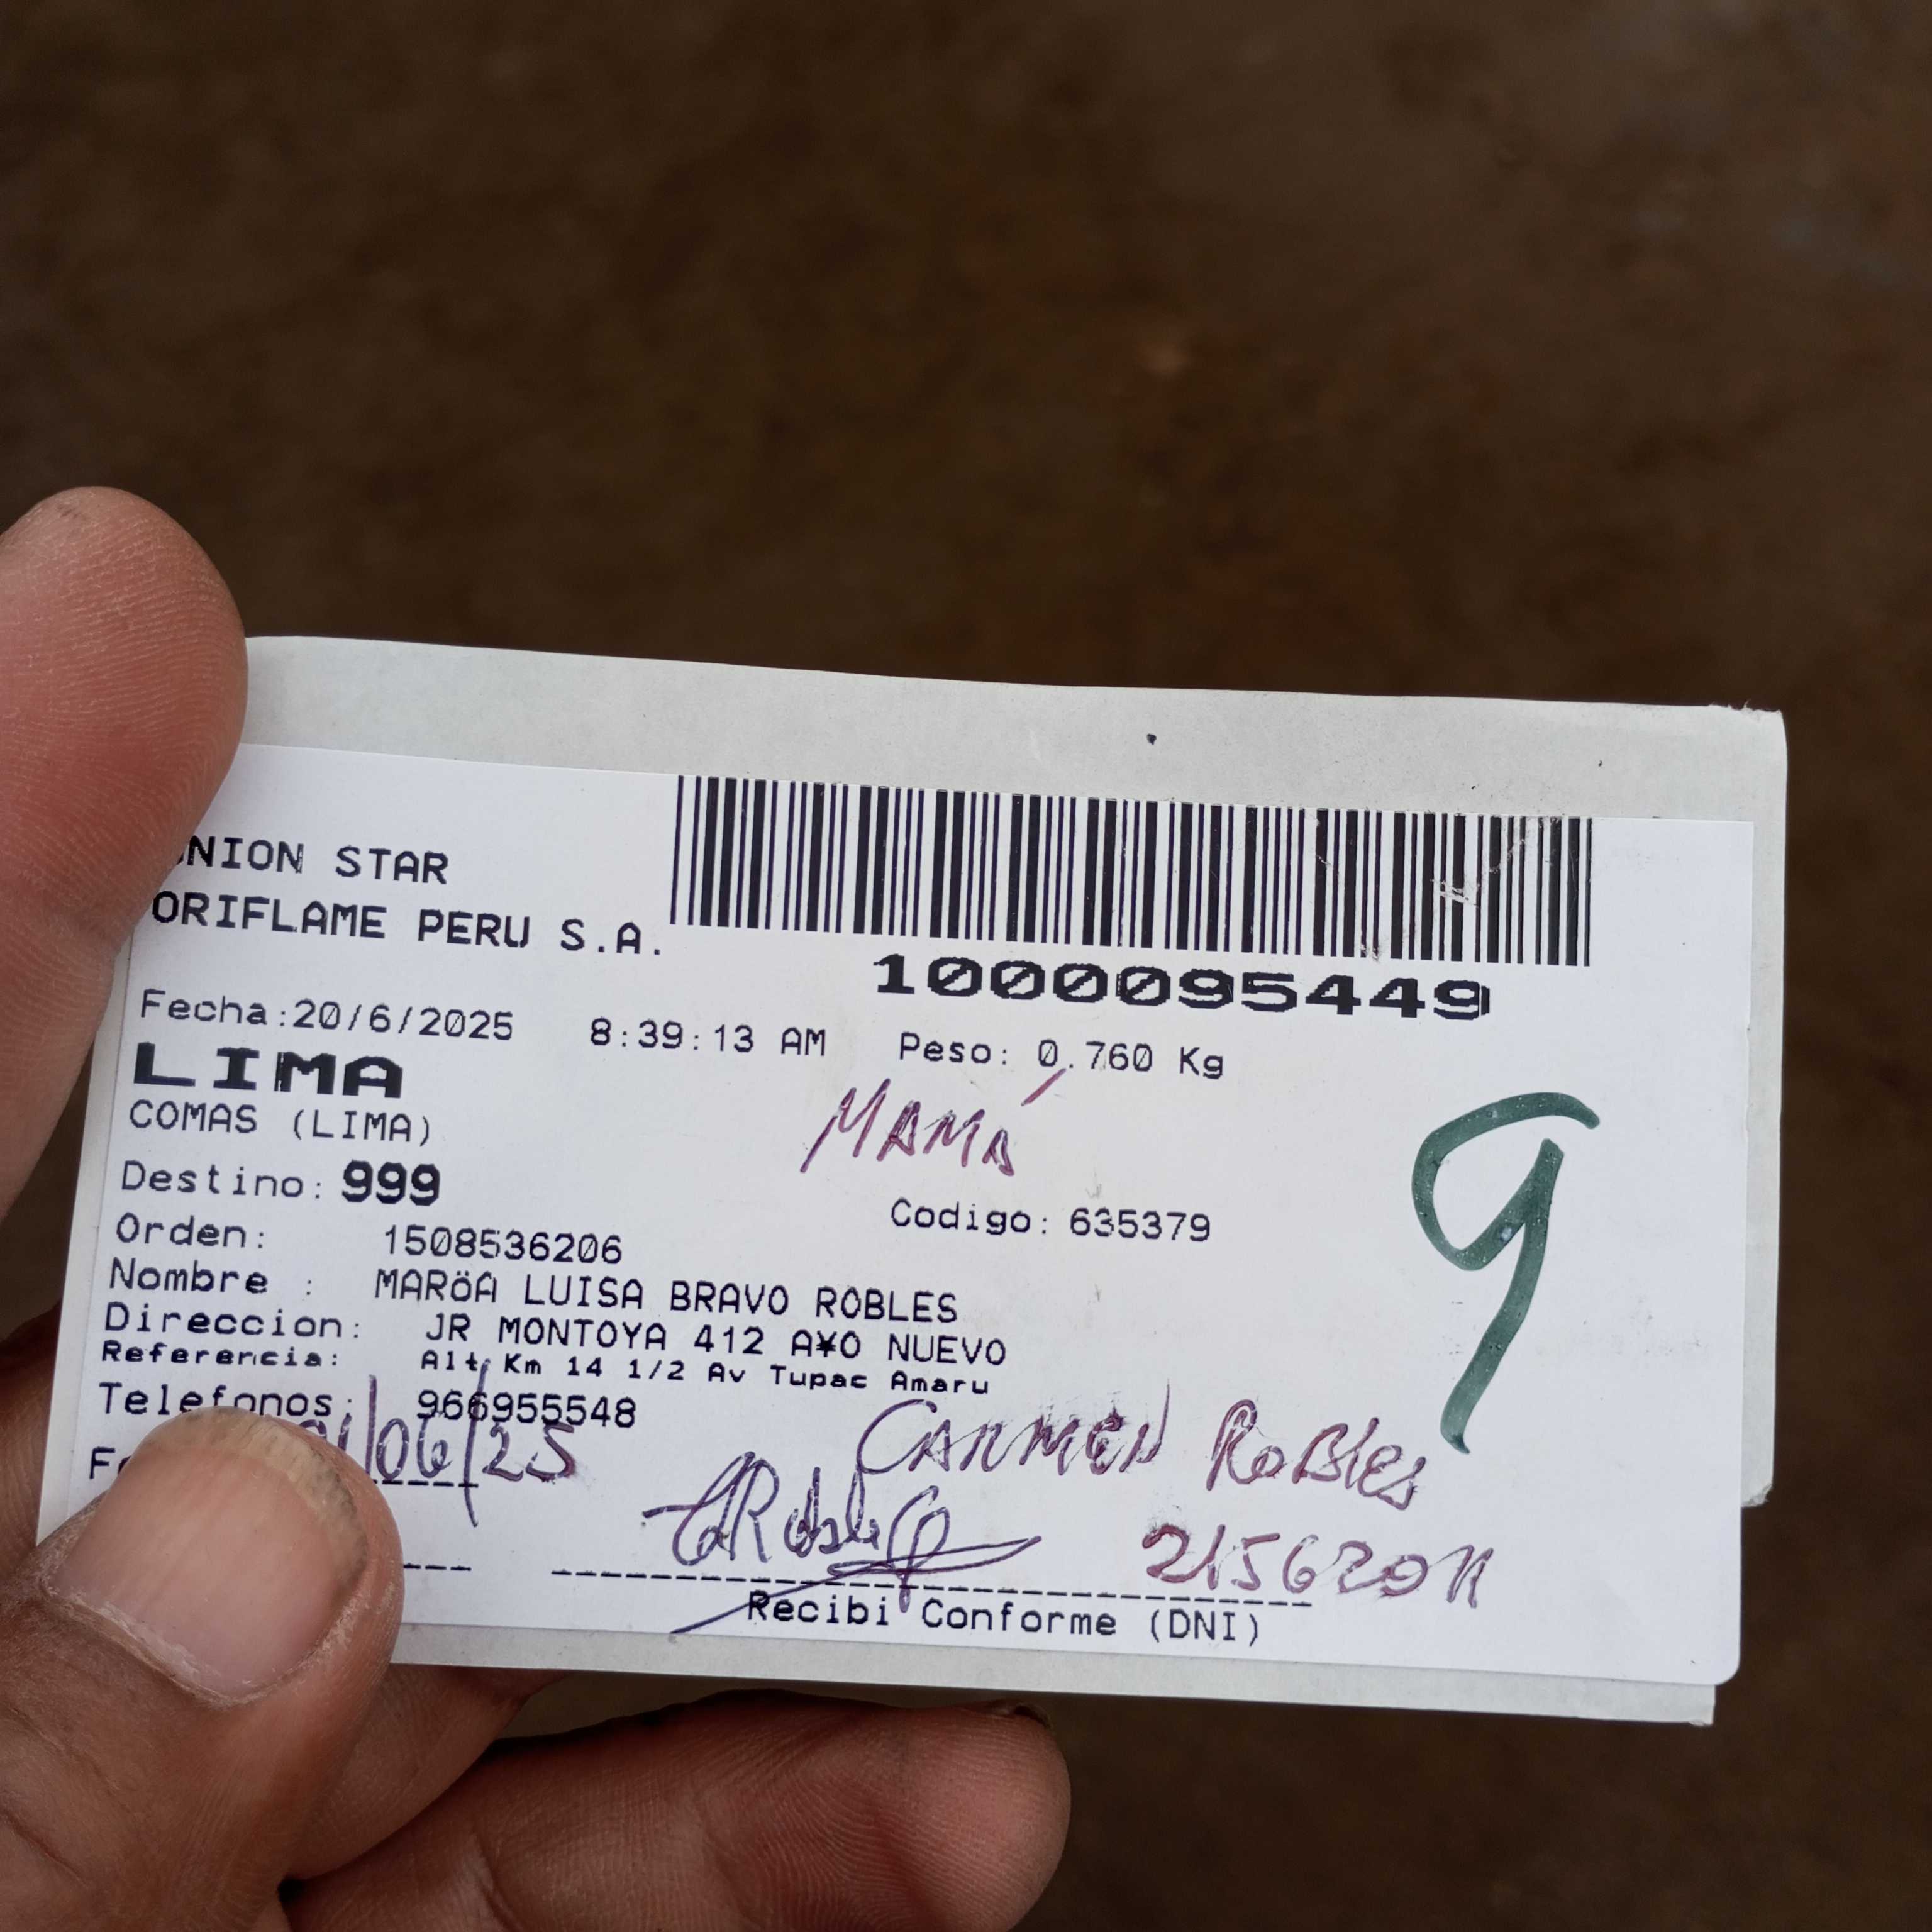 NION STAR
ORIFLAME PERU S.A.
1000095449
Fecha:20/6/2025 8:39:13 AM Peso: 0.760 Kg
LIMA
COMAS (LIMA)
MAMÁ
Destino: 999
Codigo: 635379
9
Orden: 1508536206
Nombre : MARöA LUISA BRAVO ROBLES
Direccion: JR MONTOYA 412 A¥O NUEVO
Referencia: Alt. Km 14 1/2 Av Tupac Amaru
Telefonos: 966955548
/06/25
CARMEN RoBles
21562011
Recibi Conforme (DNI)